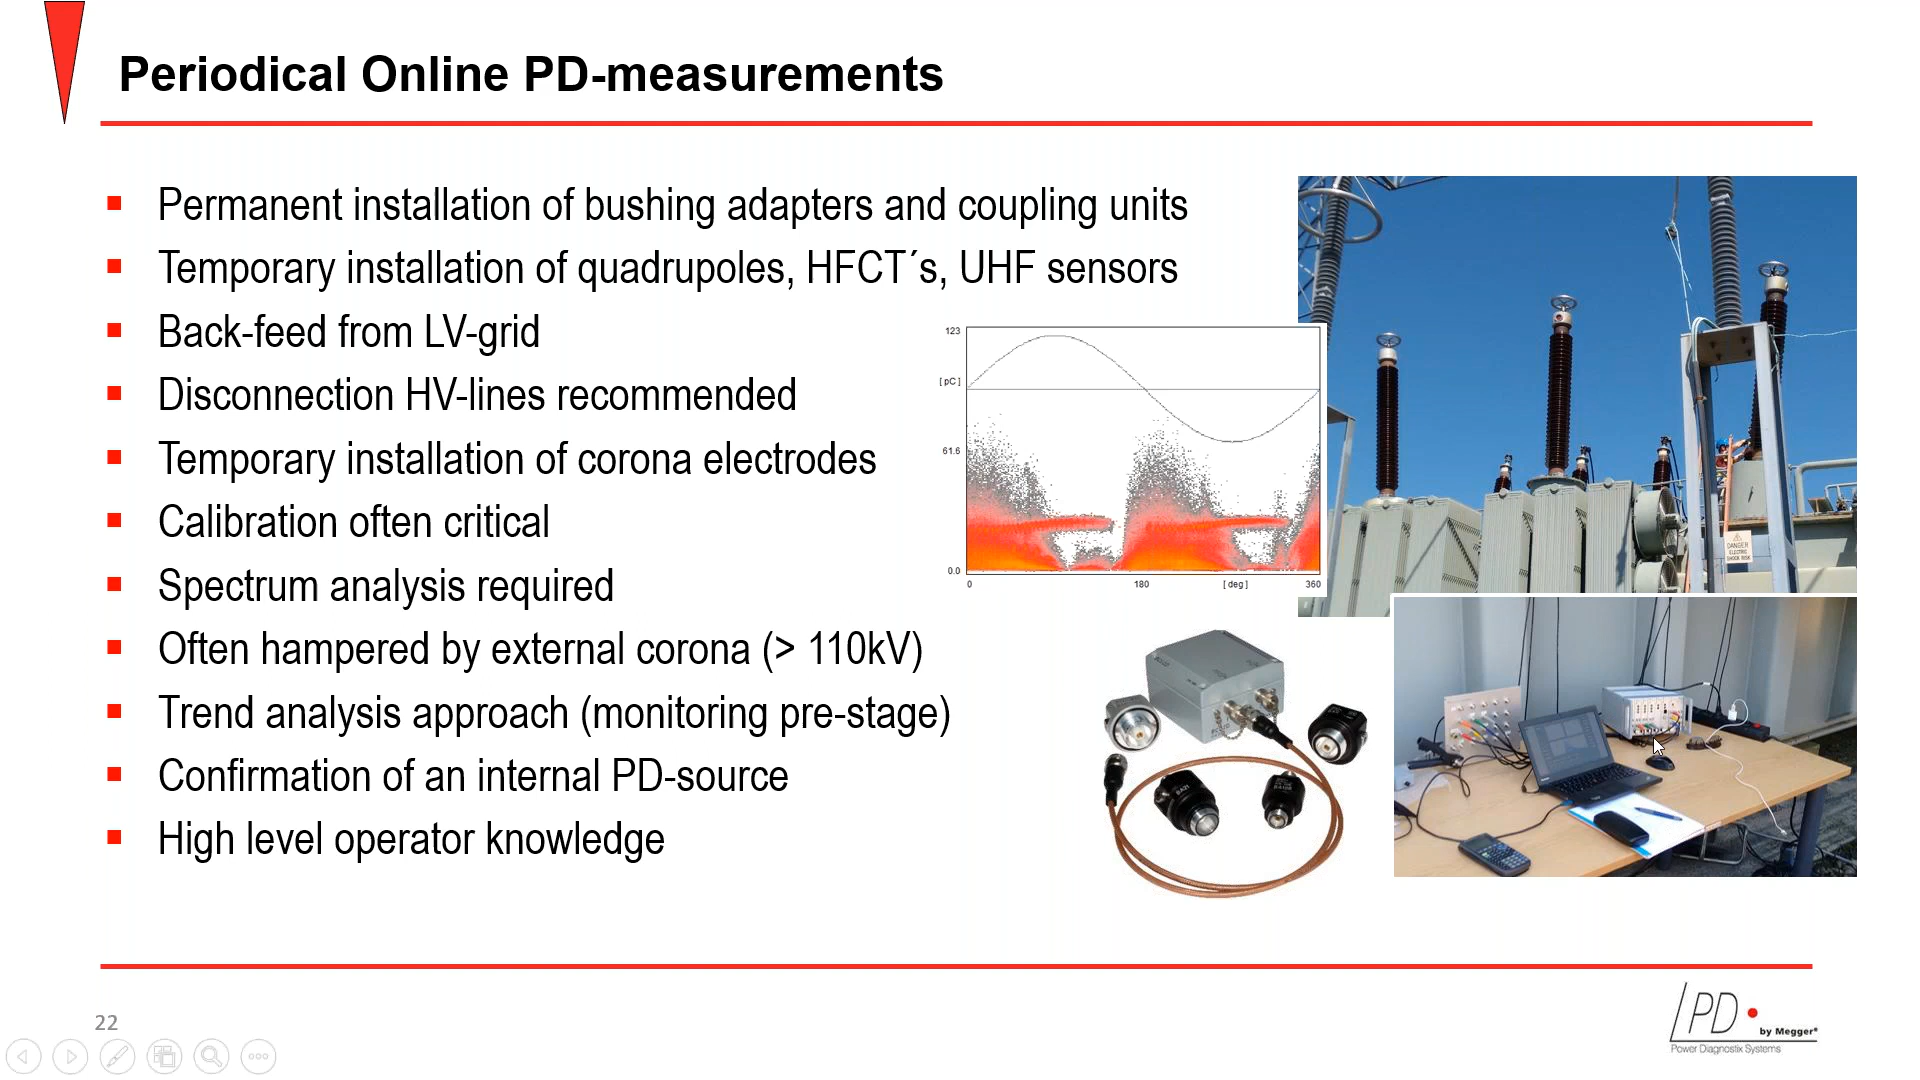 Periodical Online PD-measurements
Permanent installation of bushing adapters and coupling units
Temporary installation of quadrupoles, HFCT´s, UHF sensors
Back-feed from LV-grid
Disconnection HV-lines recommended
Temporary installation of corona electrodes
Calibration often critical
Spectrum analysis required
Often hampered by external corona (> 110kV)
Trend analysis approach (monitoring pre-stage)
Confirmation of an internal PD-source
High level operator knowledge
123
[pC]
61.6
0.0
0
180
[deg]
360
DANGER
ELECTRIC
SHOCK RISK
BA21
22
PD
by Megger
Power Diagnostix Systems